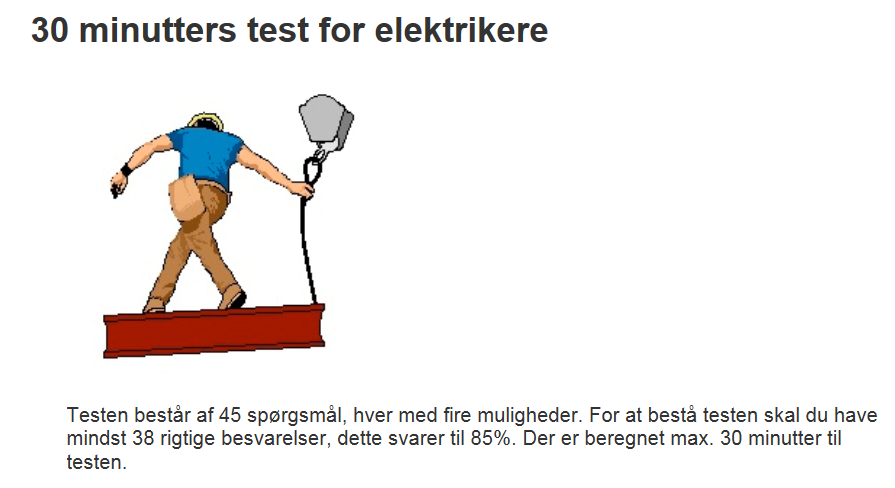 30 minutters test for elektrikere
Testen består af 45 spørgsmål, hver med fire muligheder. For at bestå testen skal du have
mindst 38 rigtige besvarelser, dette svarer til 85%. Der er beregnet max. 30 minutter til
testen.